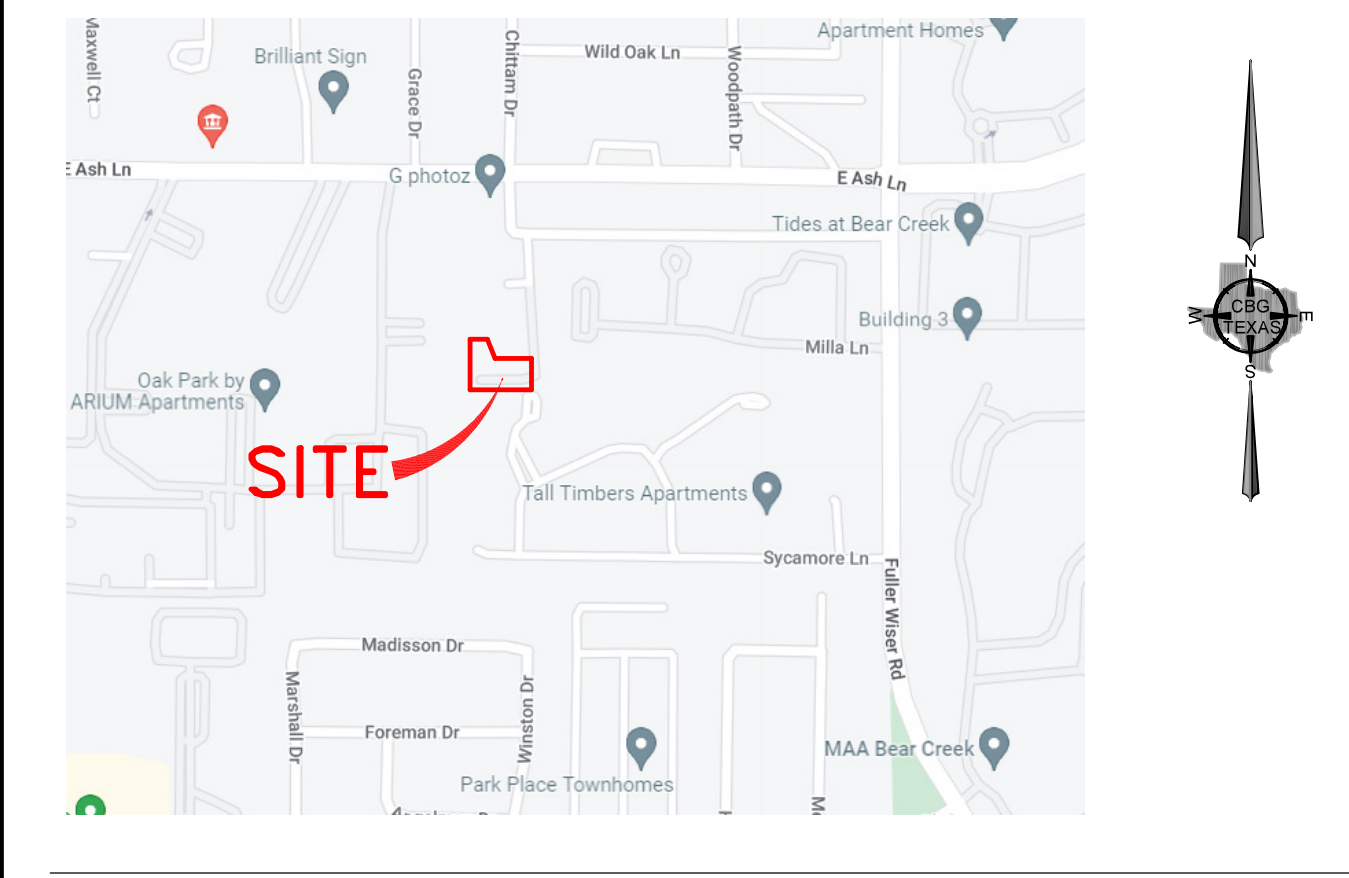 Maxwell Ct
Brilliant Sign
Grace Dr
Chittam Dr
Wild Oak Ln
Woodpath Dr
Apartment Homes
E Ash Ln
G photoz
E Ash Ln
Tides at Bear Creek
Building 3
Milla Ln
Oak Park by
ARIUM Apartments
SITE
Tall Timbers Apartments
Sycamore Ln
Fuller Wiser Rd
Madisson Dr
Marshall Dr
Winston Dr
Foreman Dr
MAA Bear Creek
Park Place Townhomes
N
W
CBG
TEXAS
E
S